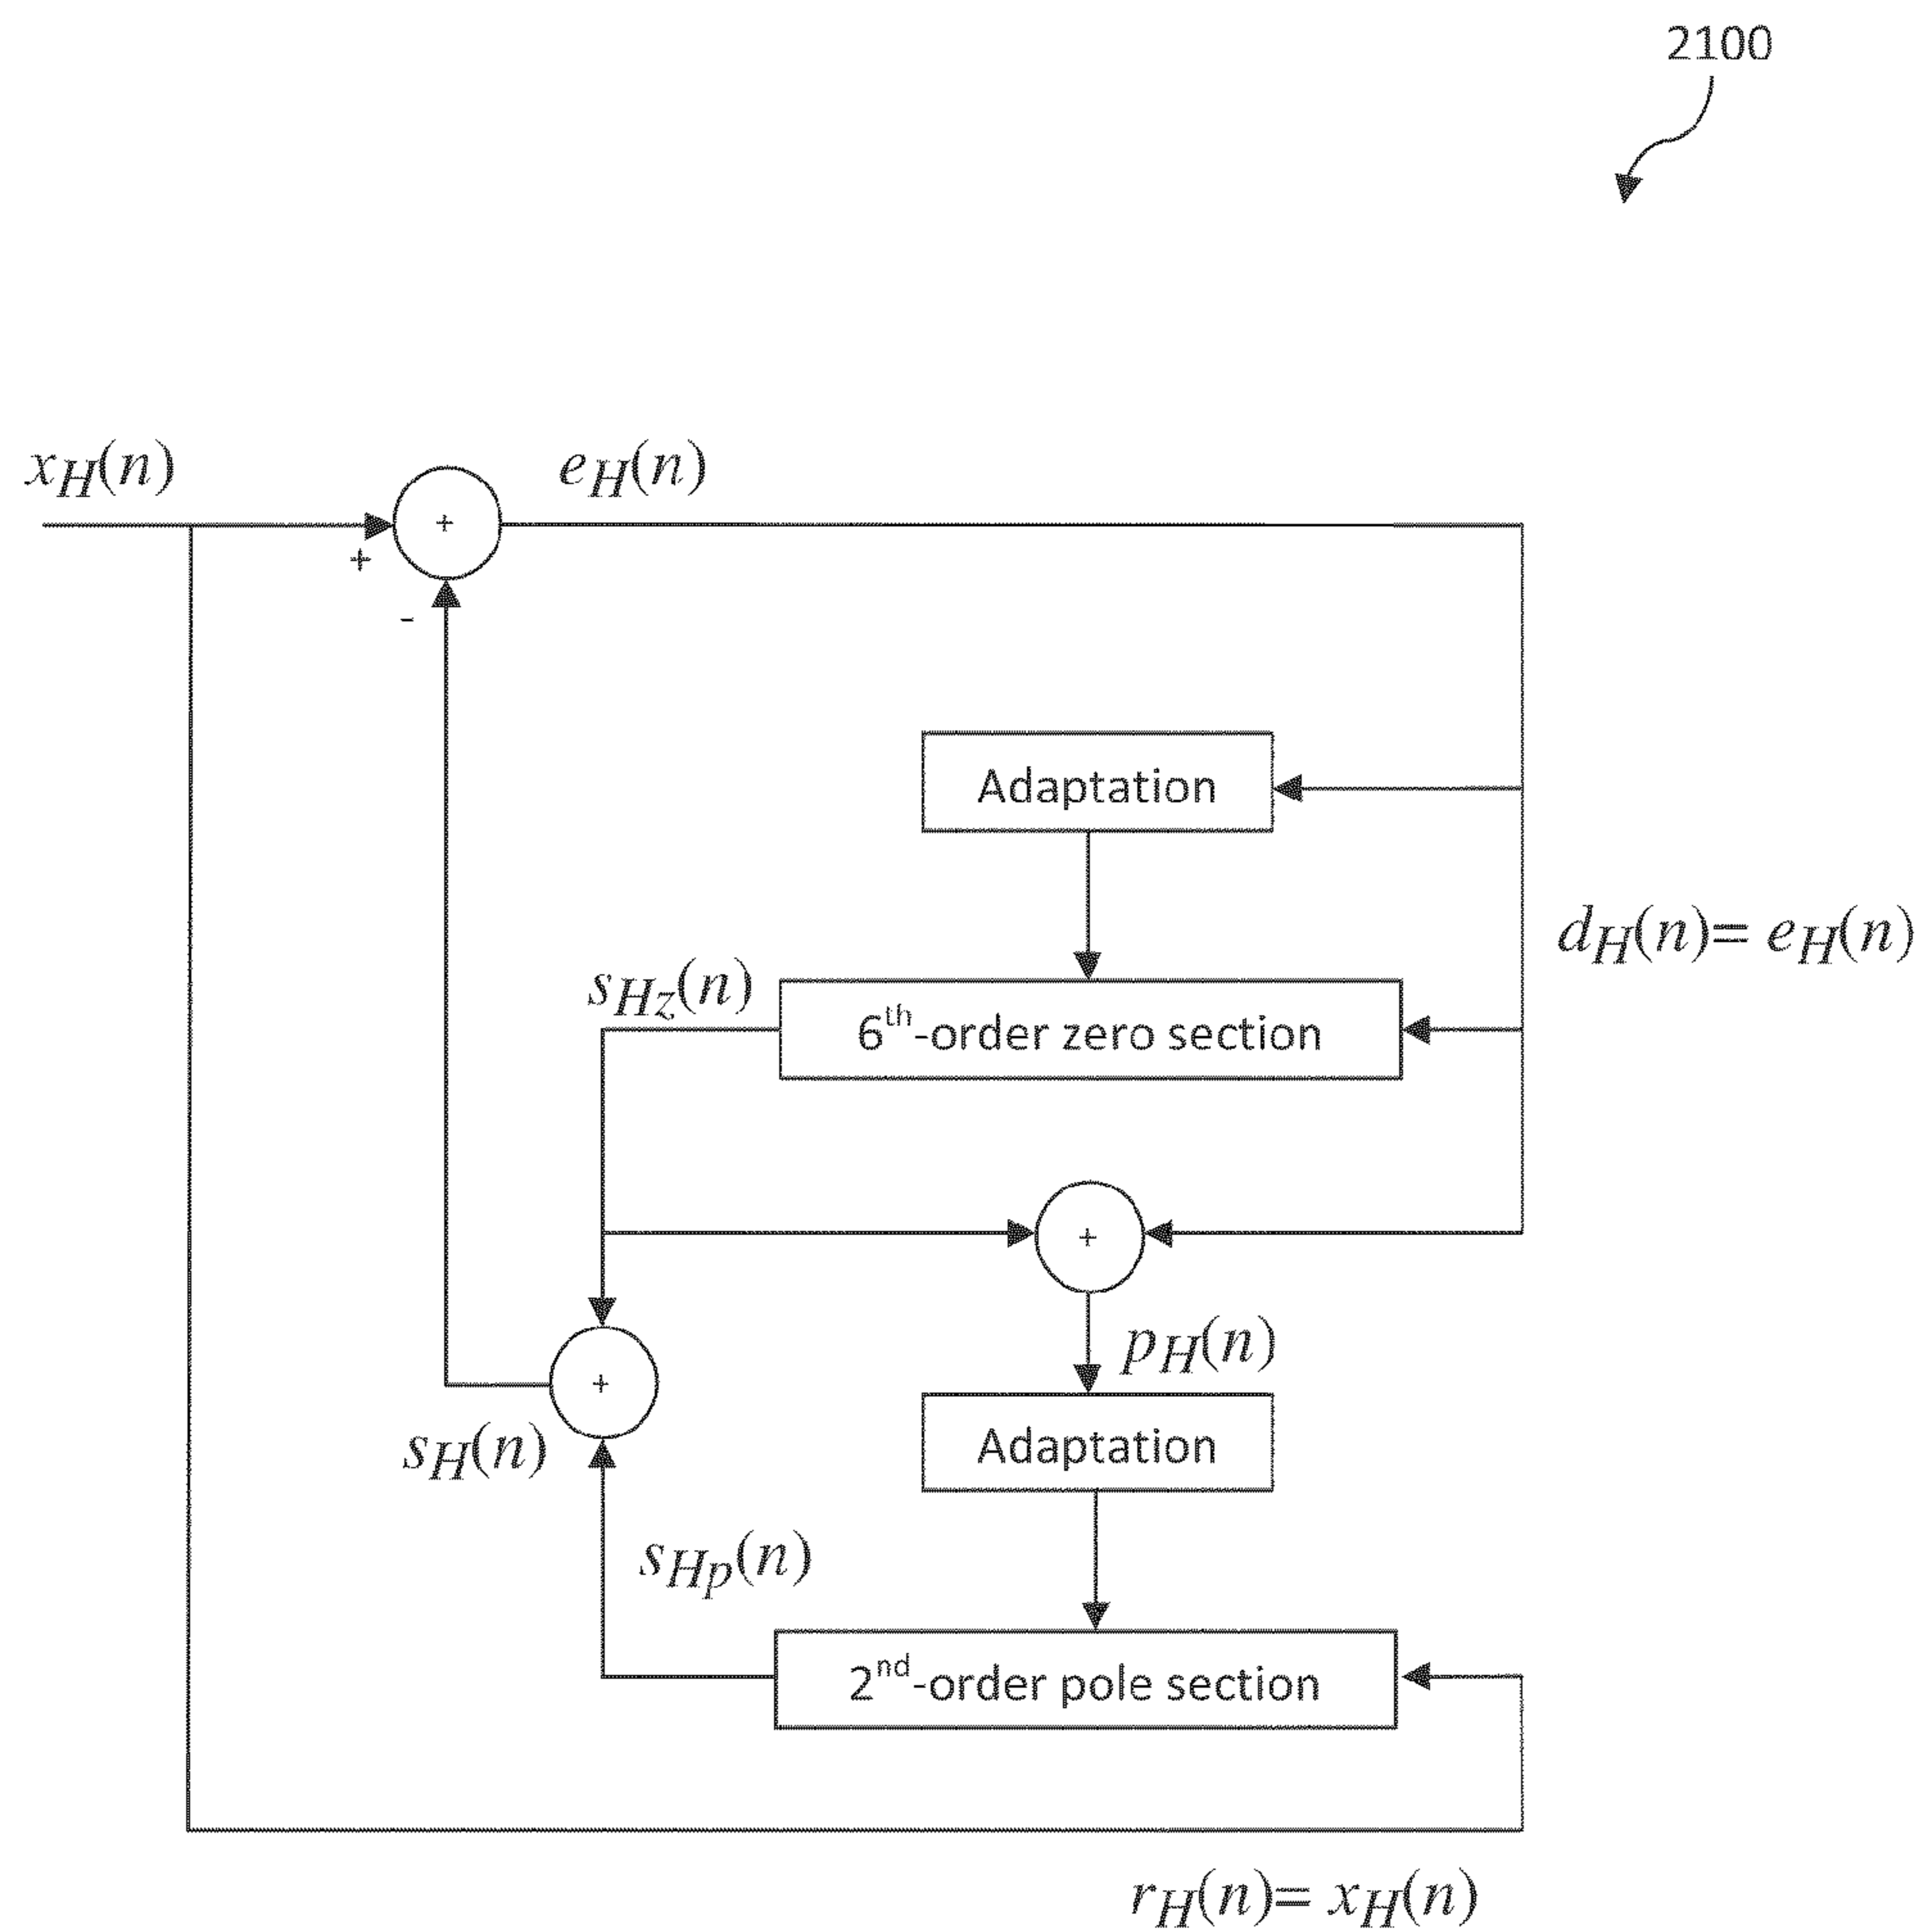 2100
x_H(n)
e_H(n)
+
+
-
Adaptation
d_H(n)= e_H(n)
s_Hz(n)
6th-order zero section
+
p_H(n)
+
s_H(n)
Adaptation
s_Hp(n)
2nd-order pole section
r_H(n)= x_H(n)